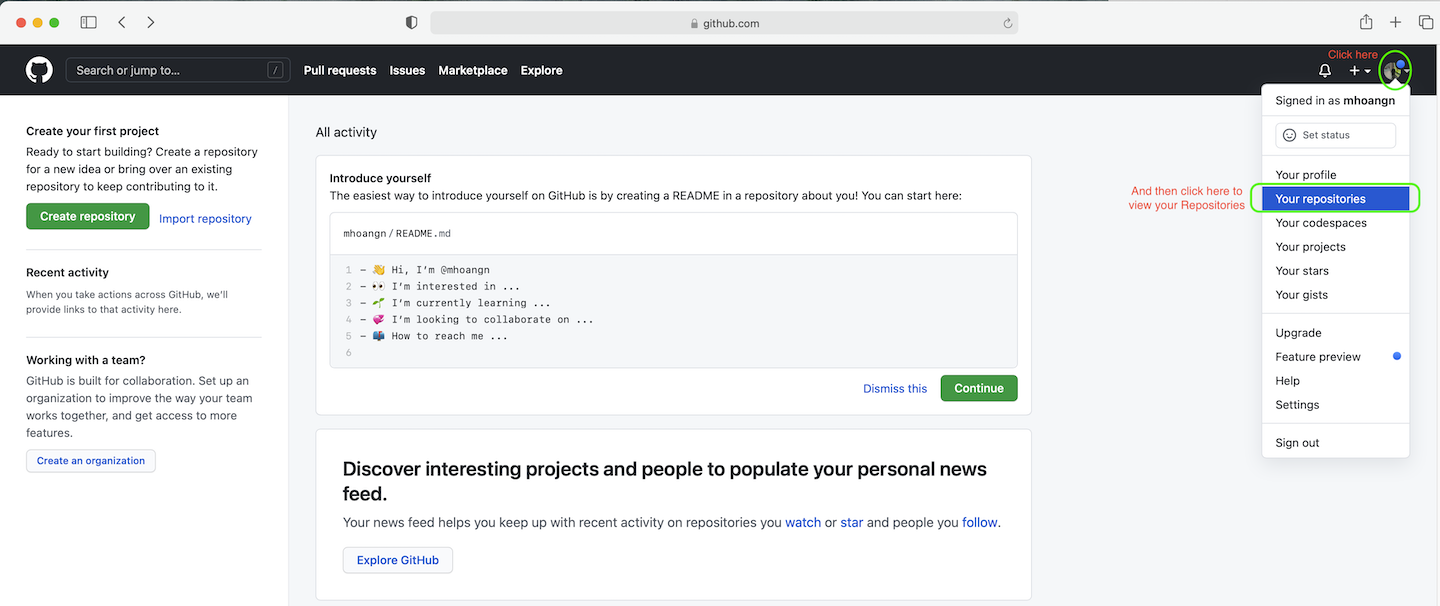 github.com
Search or jump to... /
Pull requests Issues Marketplace Explore
Click here
Signed in as mhoangn
Set status
Your profile
And then click here to
view your Repositories
Your repositories
Your codespaces
Your projects
Your stars
Your gists
Upgrade
Feature preview
Help
Settings
Sign out
Create your first project
Ready to start building? Create a repository
for a new idea or bring over an existing
repository to keep contributing to it.
Create repository Import repository
Recent activity
When you take actions across GitHub, we'll
provide links to that activity here.
Working with a team?
GitHub is built for collaboration. Set up an
organization to improve the way your team
works together, and get access to more
features.
Create an organization
All activity
Introduce yourself
The easiest way to introduce yourself on GitHub is by creating a README in a repository about you! You can start here:
mhoangn / README.md
1 – 👋 Hi, I'm @mhoangn
2 – 👀 I'm interested in ...
3 – 🌱 I'm currently learning ...
4 – 💞️ I'm looking to collaborate on ...
5 – 📫 How to reach me ...
6
Dismiss this Continue
Discover interesting projects and people to populate your personal news
feed.
Your news feed helps you keep up with recent activity on repositories you watch or star and people you follow.
Explore GitHub